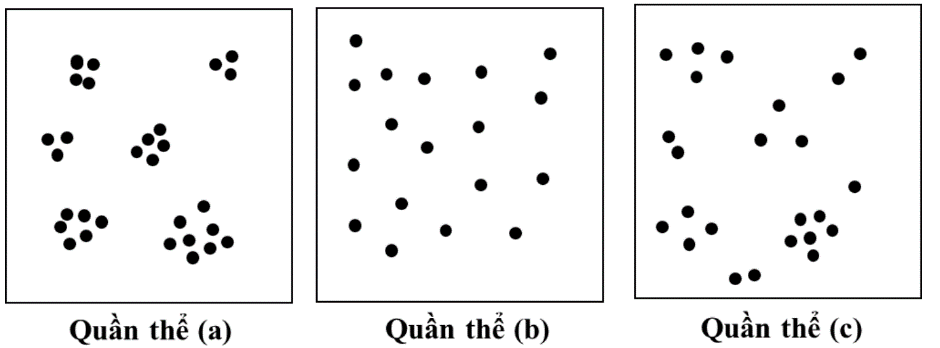 Quần thể (a)
Quần thể (b)
Quần thể (c)